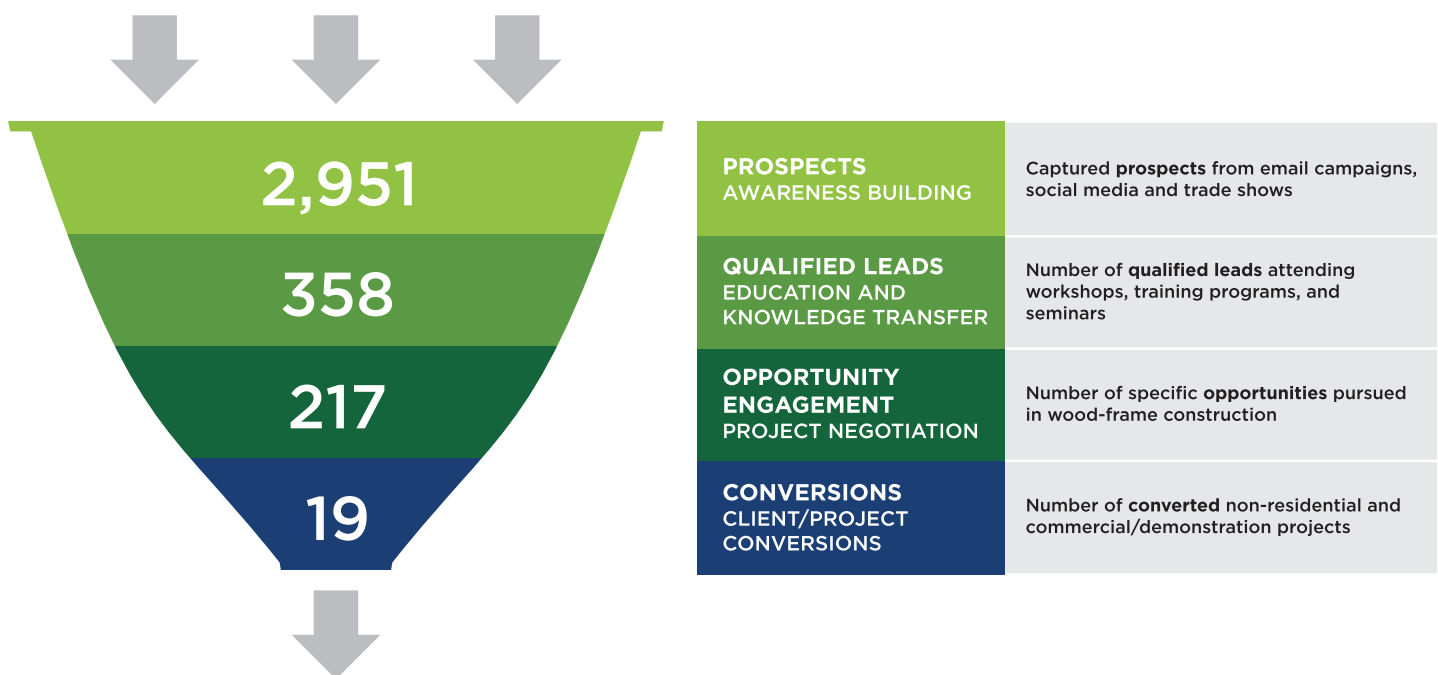 2,951
PROSPECTS
AWARENESS BUILDING
Captured prospects from email campaigns,
social media and trade shows
358
QUALIFIED LEADS
EDUCATION AND
KNOWLEDGE TRANSFER
Number of qualified leads attending
workshops, training programs, and
seminars
217
OPPORTUNITY
ENGAGEMENT
PROJECT NEGOTIATION
Number of specific opportunities pursued
in wood-frame construction
19
CONVERSIONS
CLIENT/PROJECT
CONVERSIONS
Number of converted non-residential and
commercial/demonstration projects